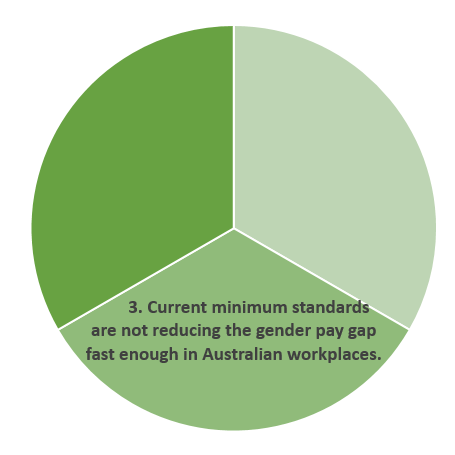 3. Current minimum standards
are not reducing the gender pay gap
fast enough in Australian workplaces.